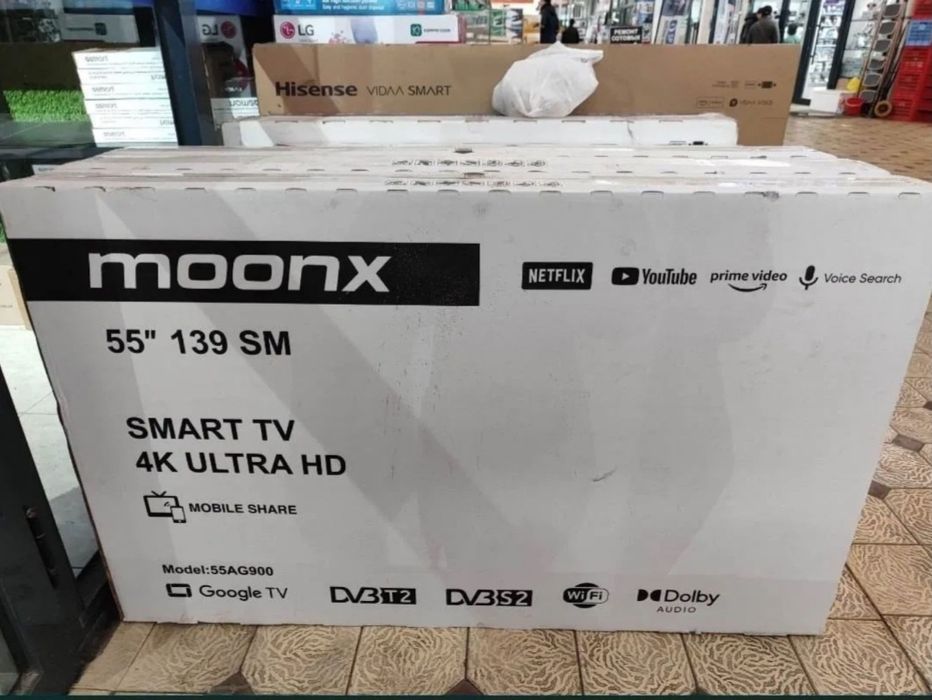 LG
Hisense VIDAA SMART
РЕМОНТ
moonx
NETFLIX YouTube prime video Voice Search
55" 139 SM
SMART TV
4K ULTRA HD
MOBILE SHARE
Model:55AG900
Google TV DVB T2 DVB S2 WiFi Dolby
AUDIO